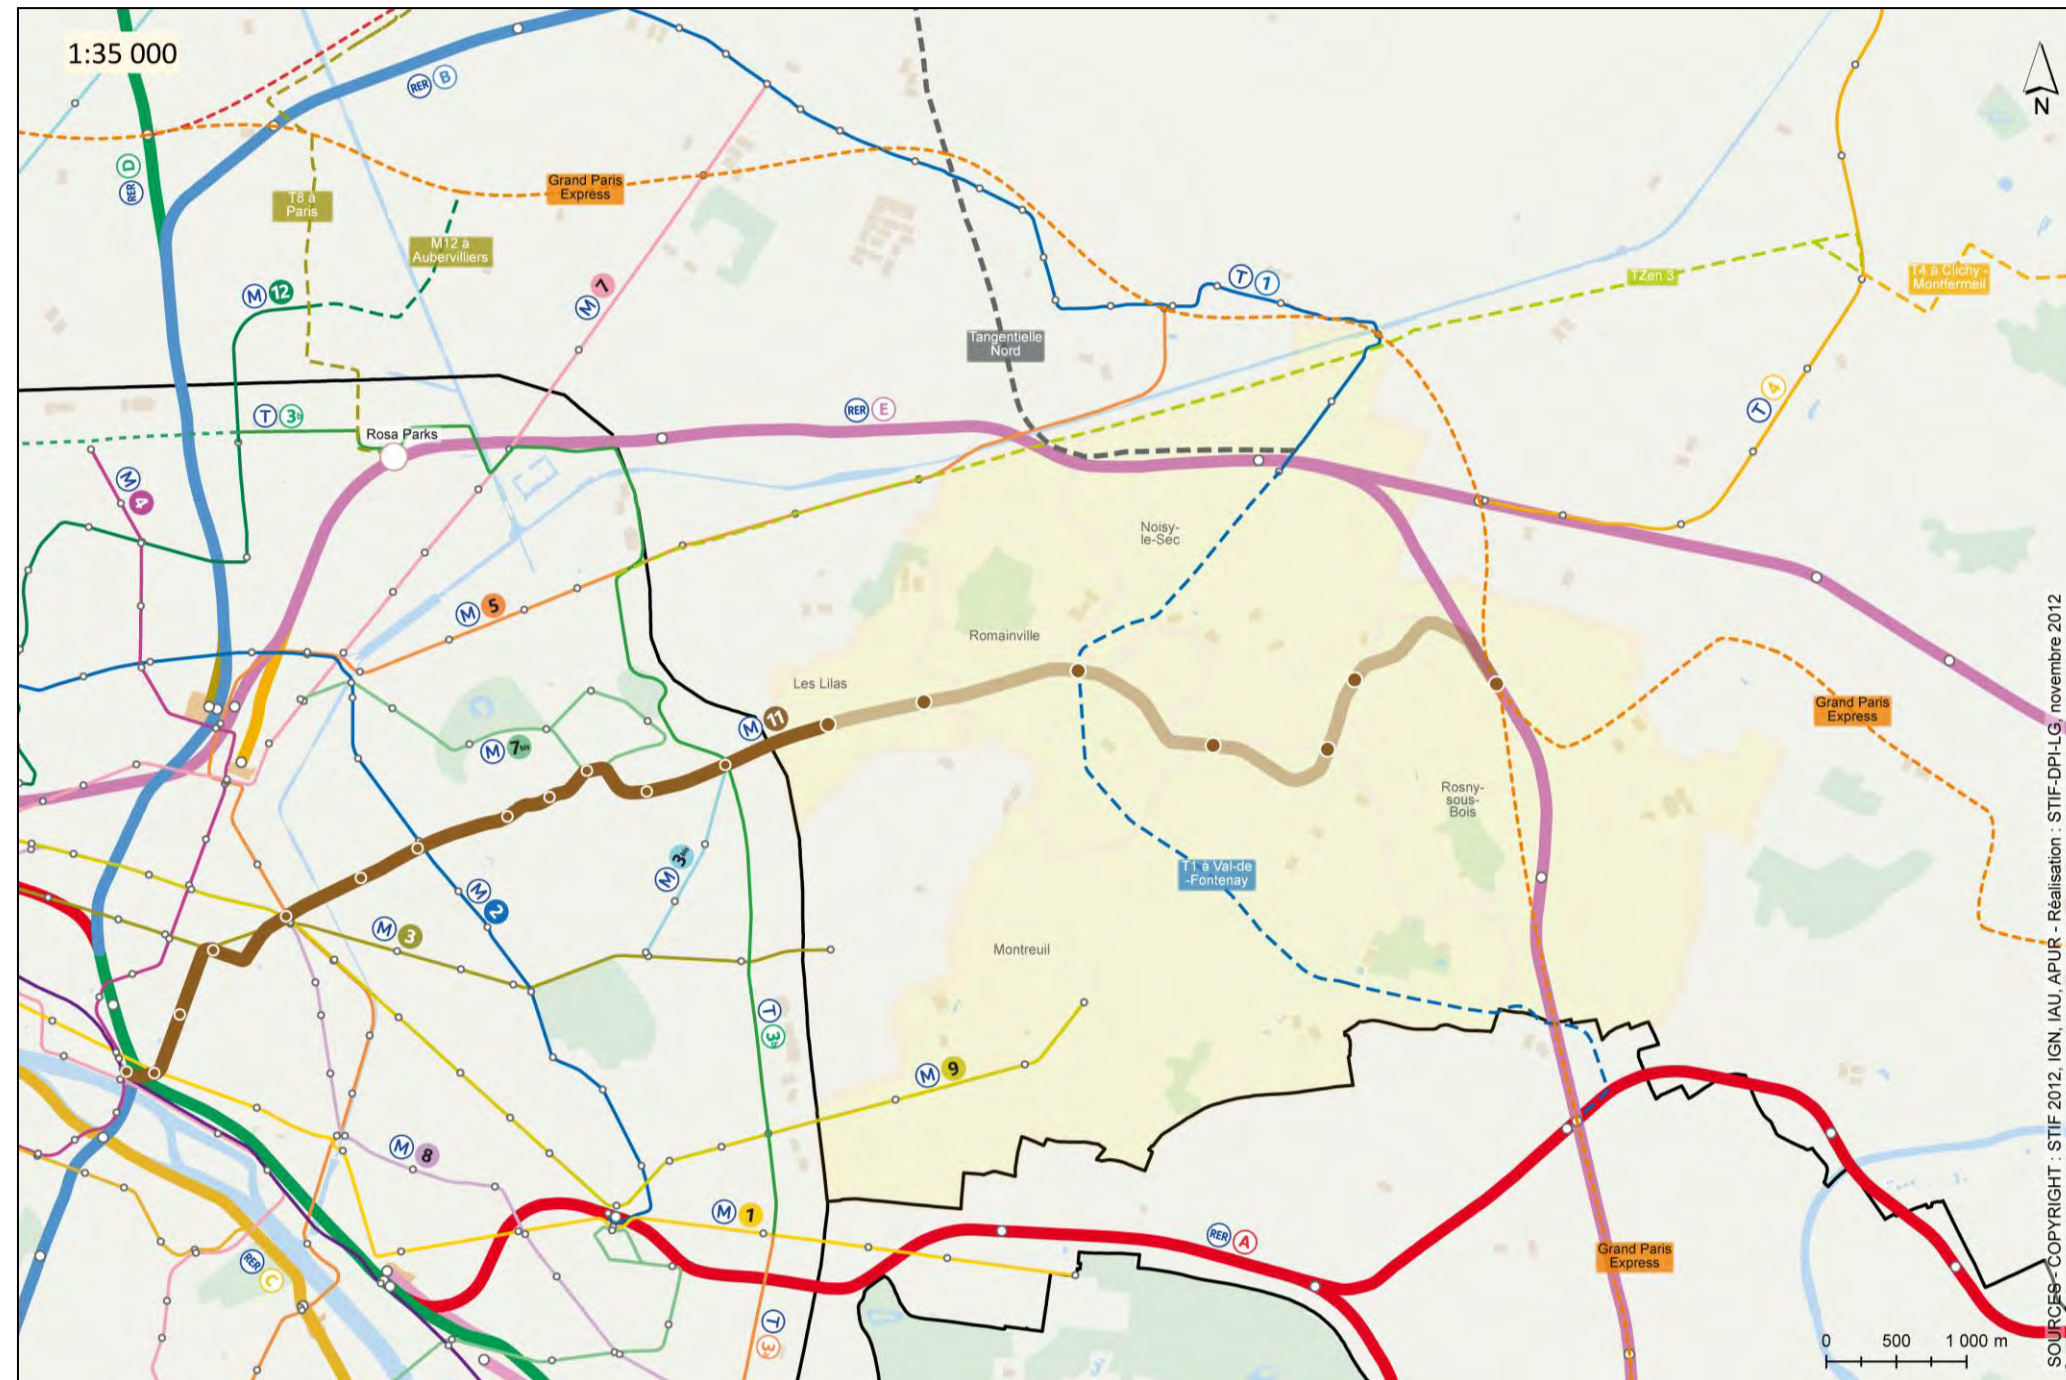 1:35 000
N
RER B
RER D
T8 à
Paris
Grand Paris
Express
M12 à
Aubervilliers
M 12
M 7
T 1
TZen 3
T4 à Clichy -
Montfermeil
Tangentielle
Nord
T 4
RER E
T 3b
Rosa Parks
M 4
Noisy-
le-Sec
M 5
Romainville
Les Lilas
M 11
Grand Paris
Express
M 7bis
Rosny-
sous-
Bois
M 3bis
T1 à Val-de
-Fontenay
M 2
M 3
Montreuil
T 3b
M 9
M 8
M 1
RER A
RER C
Grand Paris
Express
T 3a
0 500 1 000 m
SOURCES - COPYRIGHT : STIF 2012, IGN, IAU, APUR - Réalisation : STIF-DPI-LG, novembre 2012